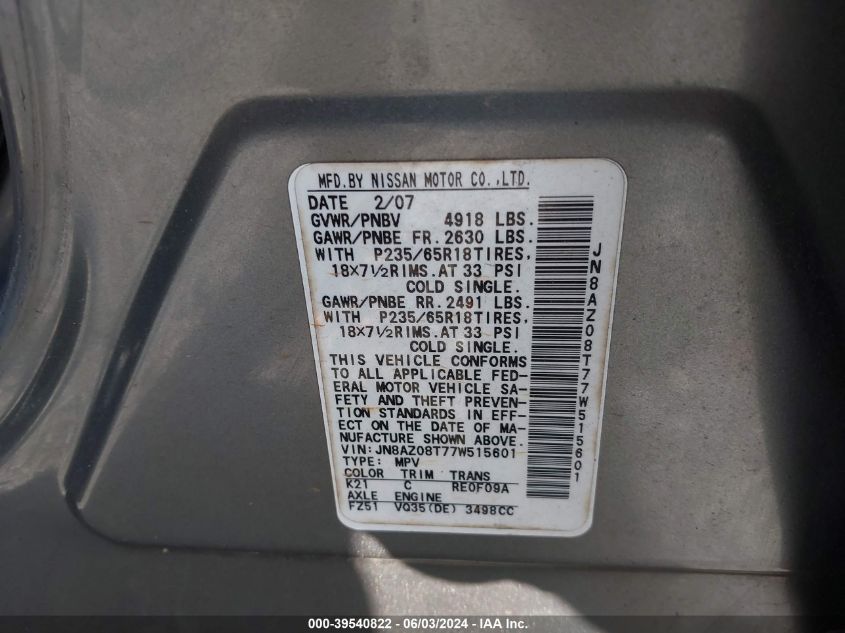 MFD.BY NISSAN MOTOR CO.,LTD.
DATE 2/07
GVWR/PNBV 4918 LBS.
GAWR/PNBE FR. 2630 LBS.
WITH P235/65R18TIRES,
18×7½RIMS.AT 33 PSI
COLD SINGLE.
GAWR/PNBE RR. 2491 LBS.
WITH P235/65R18TIRES,
18×7½RIMS.AT 33 PSI
COLD SINGLE.
THIS VEHICLE CONFORMS
TO ALL APPLICABLE FED-
ERAL MOTOR VEHICLE SA-
FETY AND THEFT PREVEN-
TION STANDARDS IN EFF-
ECT ON THE DATE OF MA-
NUFACTURE SHOWN ABOVE.
VIN:JN8AZ08T77W515601
TYPE: MPV
COLOR TRIM TRANS
K21 C RE0F09A
AXLE ENGINE
FZ51 VQ35(DE) 3498CC
JN8AZ08T77W515601
000-39540822 - 06/03/2024 - IAA Inc.